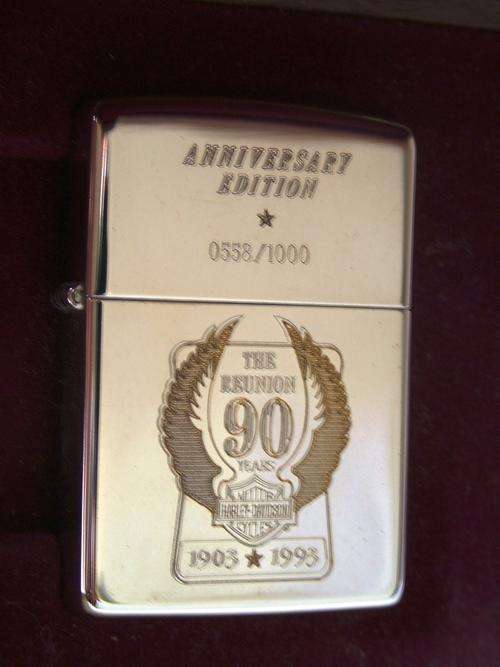 ANNIVERSARY
EDITION
0558/1000
THE
REUNION
90
YEARS
MOTOR
HARLEY-DAVIDSON
CYCLES
1903 ★ 1993